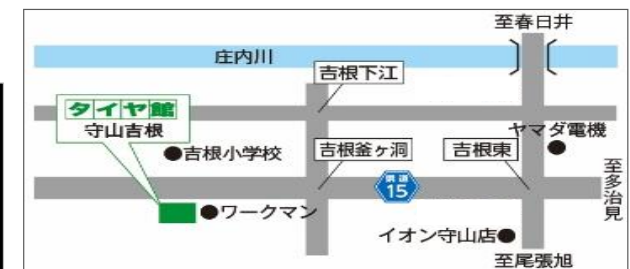 至春日井
庄内川
吉根下江
タイヤ館
守山吉根
ヤマダ電機
●吉根小学校
吉根釜ヶ洞
吉根東
至多治見
県道
15
●ワークマン
イオン守山店●
至尾張旭